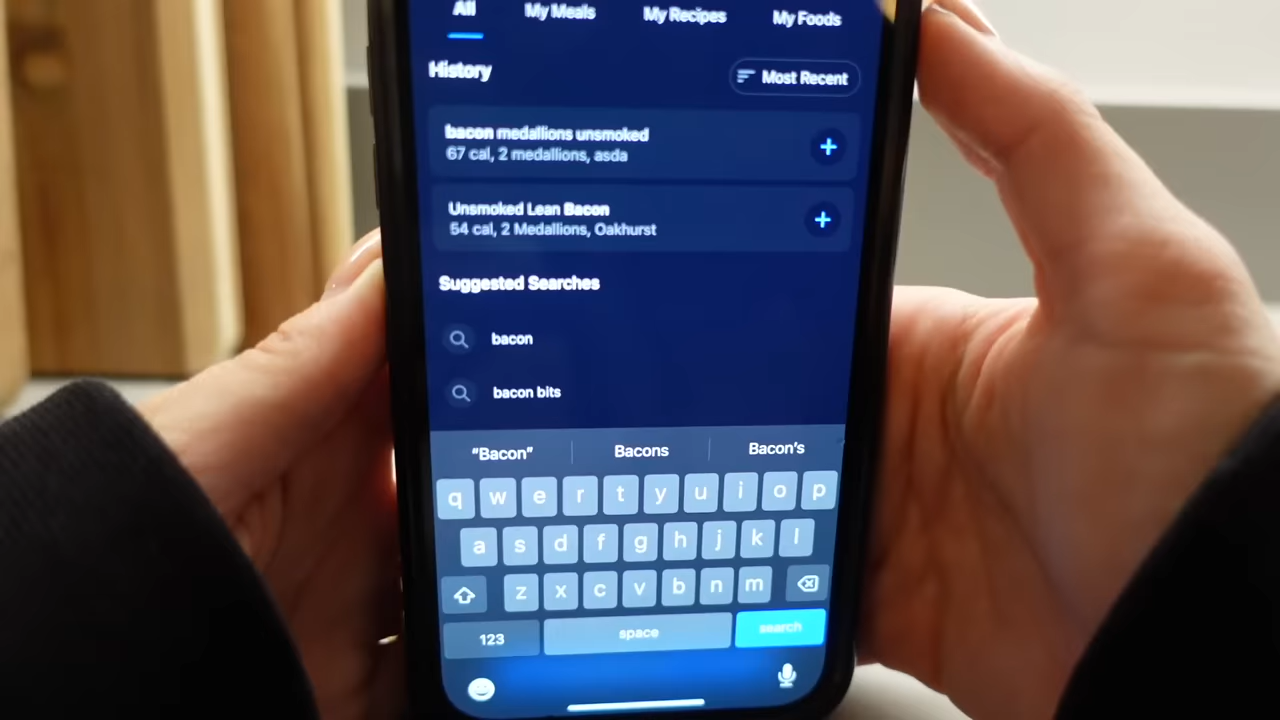 All My Meals My Recipes My Foods
History
Most Recent
bacon medallions unsmoked
67 cal, 2 medallions, asda
Unsmoked Lean Bacon
54 cal, 2 Medallions, Oakhurst
Suggested Searches
bacon
bacon bits
“Bacon” Bacons Bacon's
q w e r t y u i o p
a s d f g h j k l
z x c v b n m
123 space search